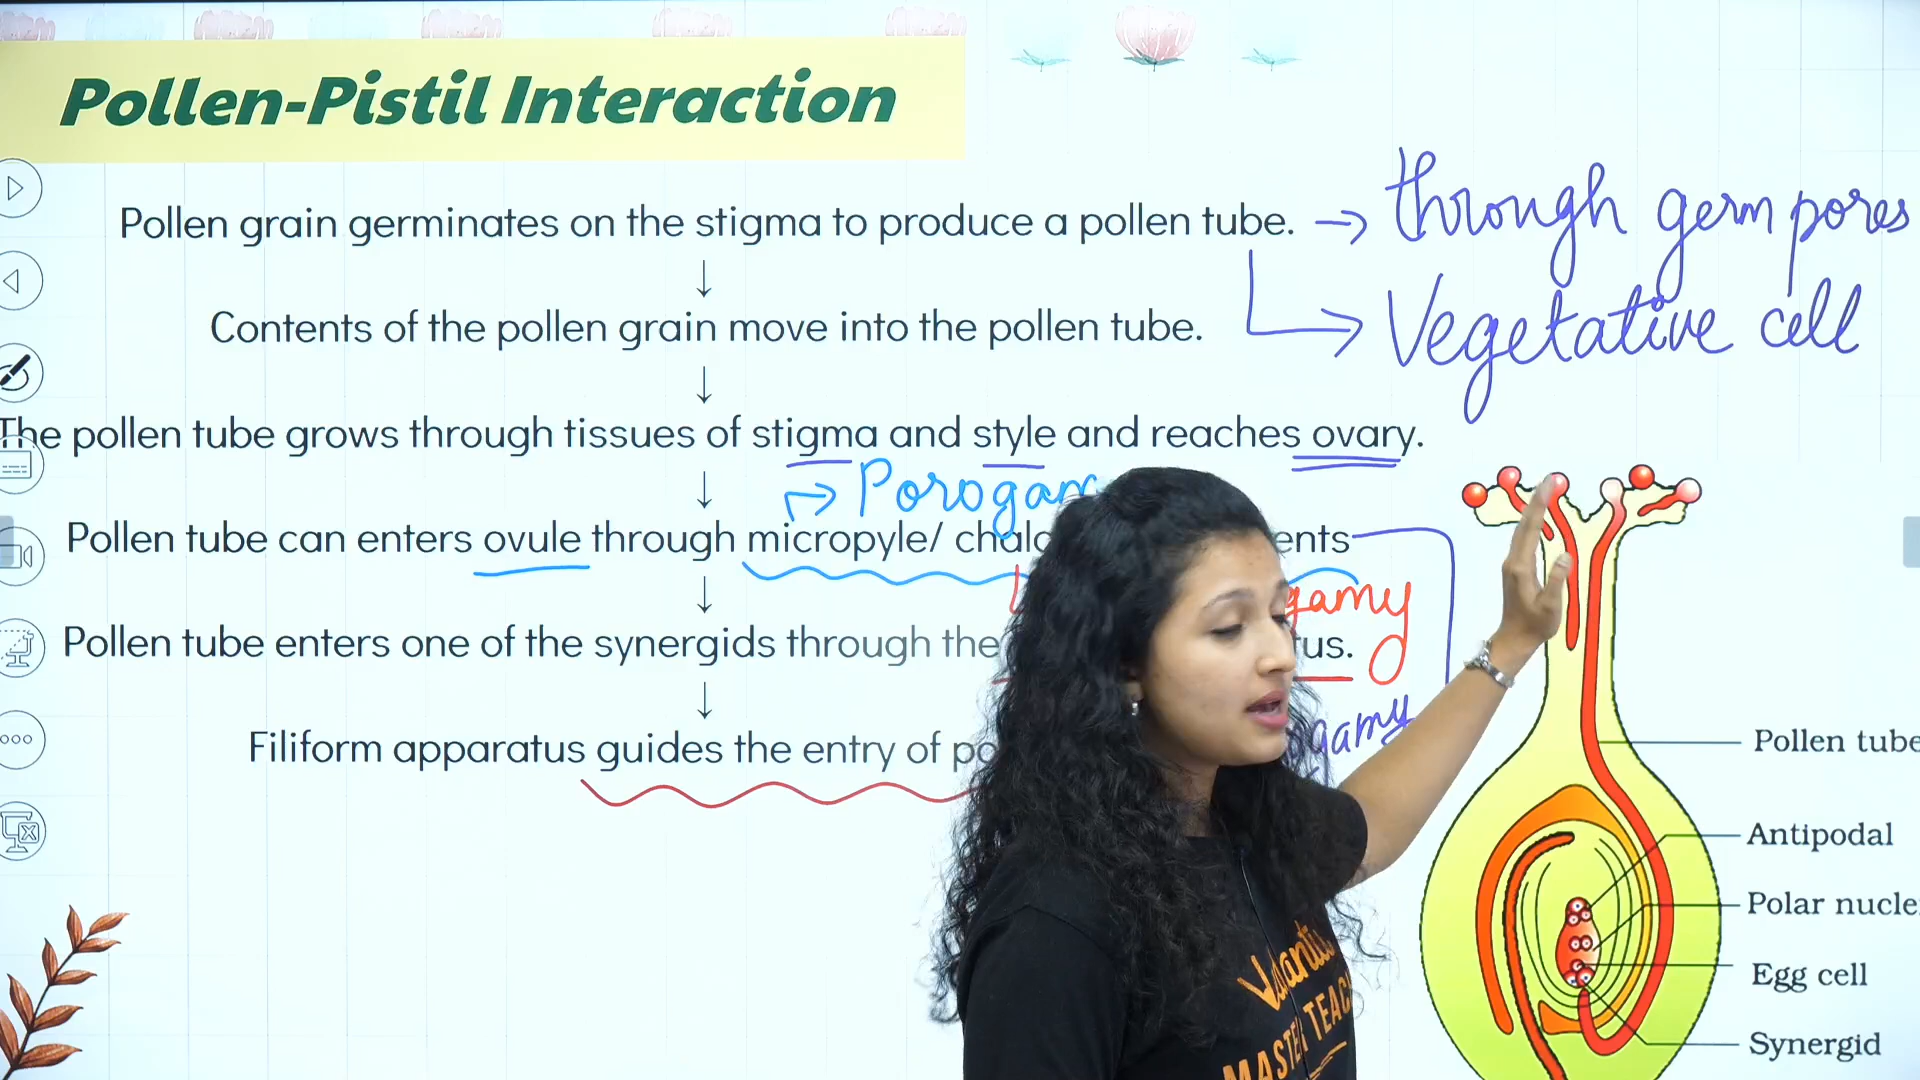 Pollen-Pistil Interaction
Pollen grain germinates on the stigma to produce a pollen tube. → through germ pores
↓
Contents of the pollen grain move into the pollen tube. → Vegetative cell
↓
The pollen tube grows through tissues of stigma and style and reaches ovary.
↓ → Porogam
Pollen tube can enters ovule through micropyle/ chala ents
↓ gamy
Pollen tube enters one of the synergids through the us.
↓
Filiform apparatus guides the entry of po gamy
Pollen tube
Antipodal
Polar nucle
Egg cell
Synergid
MASTER TEAC